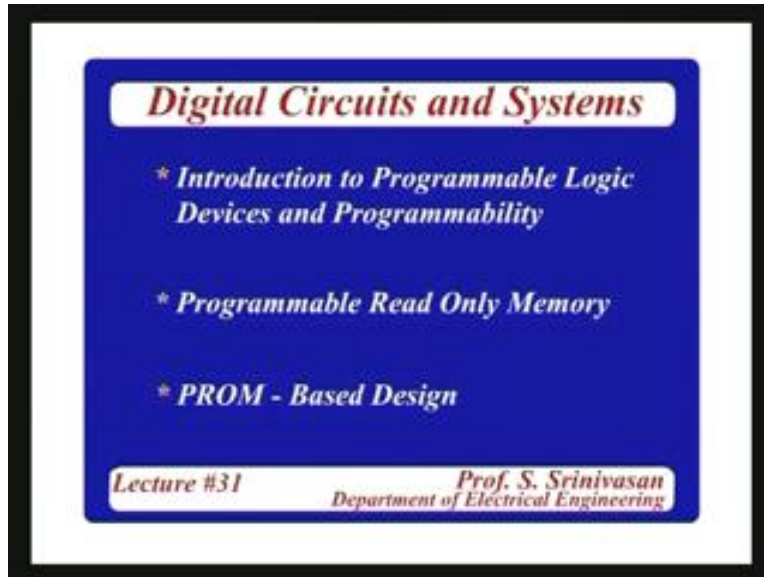 Digital Circuits and Systems
* Introduction to Programmable Logic
Devices and Programmability
* Programmable Read Only Memory
* PROM - Based Design
Lecture #31
Prof. S. Srinivasan
Department of Electrical Engineering